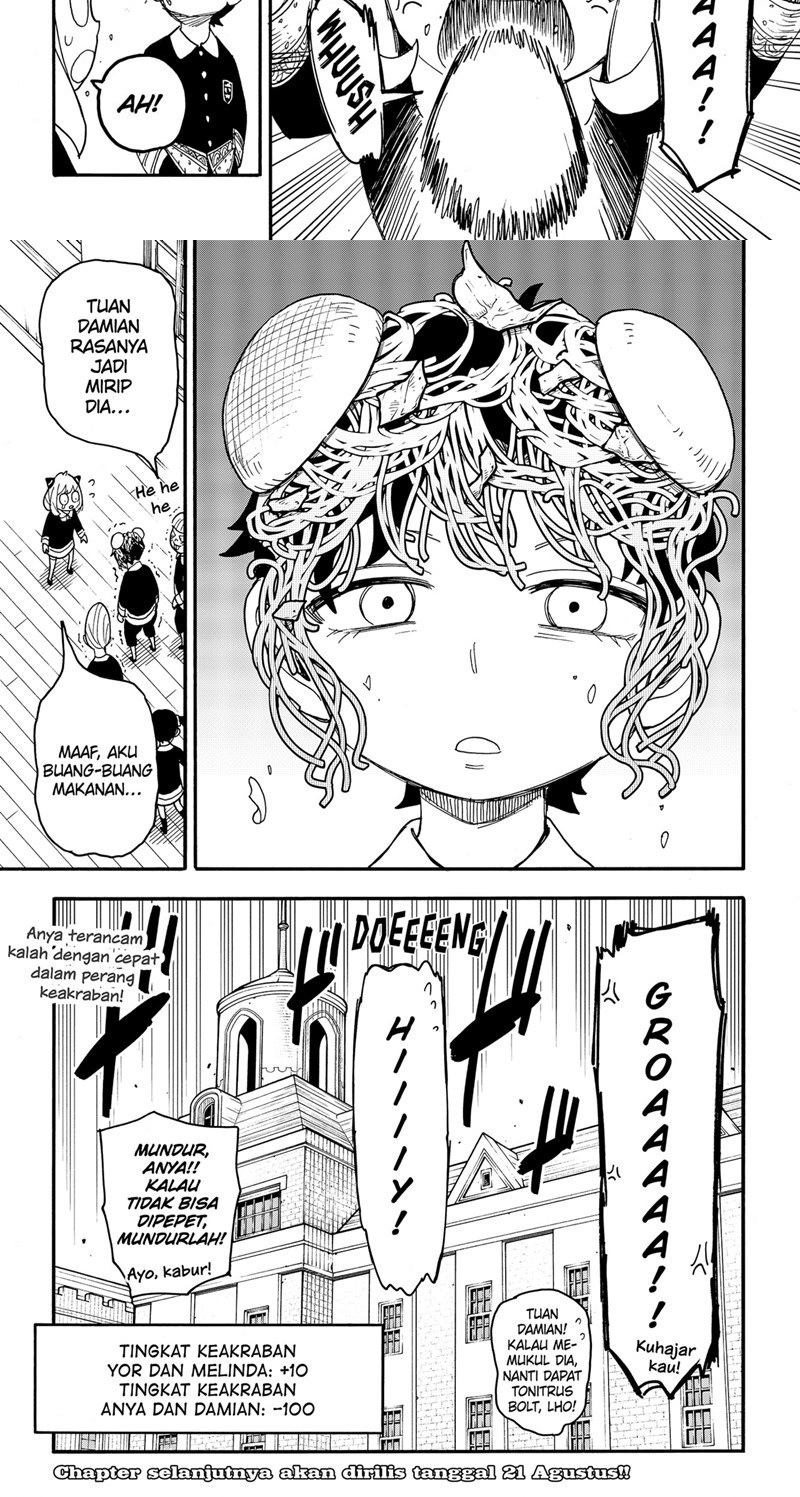 AAA!!
WHUSH
AH!
TUAN
DAMIAN
RASANYA
JADI
MIRIP
DIA...
He he
he
MAAF, AKU
BUANG-BUANG
MAKANAN...
Anya terancam
kalah dengan cepat
dalam perang
keakraban!
DOEEEENG
GROAAAAAA!!
Kuhajar
kau!
HIIIIIY!
MUNDUR,
ANYA!!
KALAU
TIDAK BISA
DIPEPET,
MUNDURLAH!
Ayo, kabur!
TUAN
DAMIAN!
KALAU ME-
MUKUL DIA,
NANTI DAPAT
TONITRUS
BOLT, LHO!
TINGKAT KEAKRABAN
YOR DAN MELINDA: +10
TINGKAT KEAKRABAN
ANYA DAN DAMIAN: -100
Chapter selanjutnya akan dirilis tanggal 21 Agustus!!